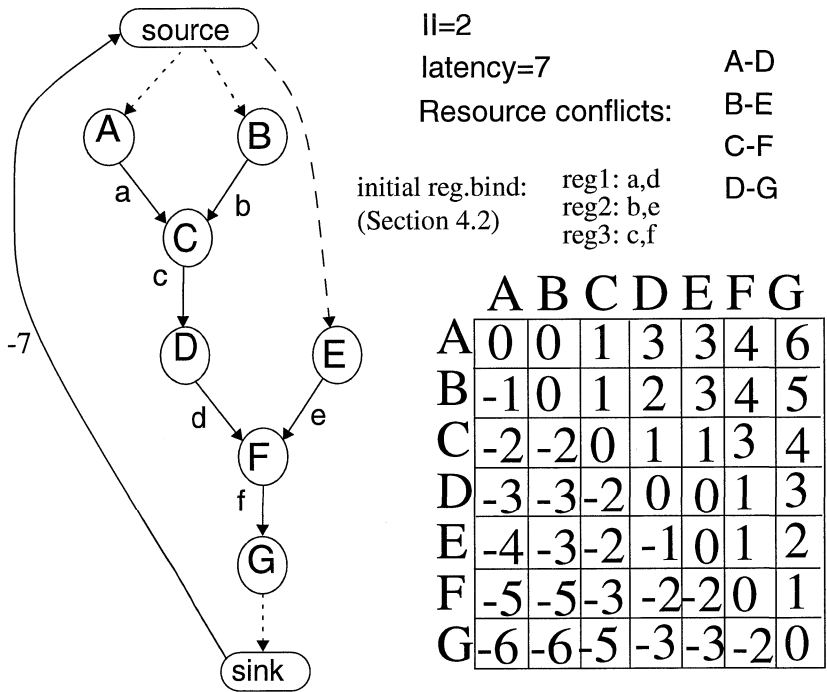 source
II=2
latency=7
Resource conflicts:
A-D
B-E
C-F
D-G
initial reg.bind:
(Section 4.2)
reg1: a,d
reg2: b,e
reg3: c,f
A
B
a
b
C
c
-7
D
E
d
e
F
f
G
sink
A B C D E F G
A 0 0 1 3 3 4 6
B -1 0 1 2 3 4 5
C -2 -2 0 1 1 3 4
D -3 -3 -2 0 0 1 3
E -4 -3 -2 -1 0 1 2
F -5 -5 -3 -2 -2 0 1
G -6 -6 -5 -3 -3 -2 0